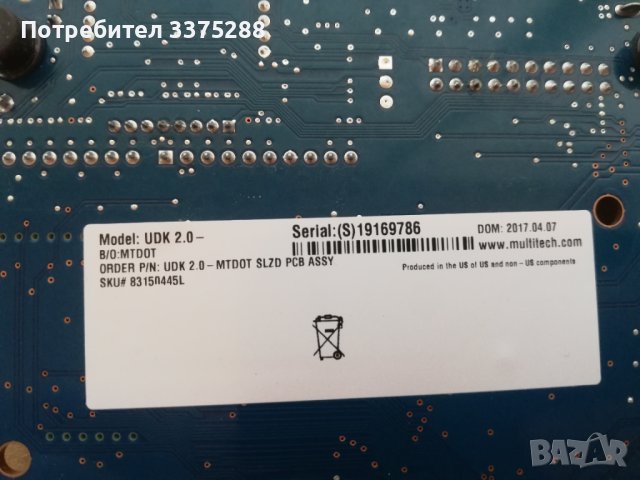 Потребител 3375288
Model: UDK 2.0-
Serial:(S)19169786
DOM: 2017.04.07
B/O:MTDOT
www.multitech.com
ORDER P/N: UDK 2.0-MTDOT SLZD PCB ASSY
Produced in the US of US and non-US components
SKU# 83150445L
BAZAR